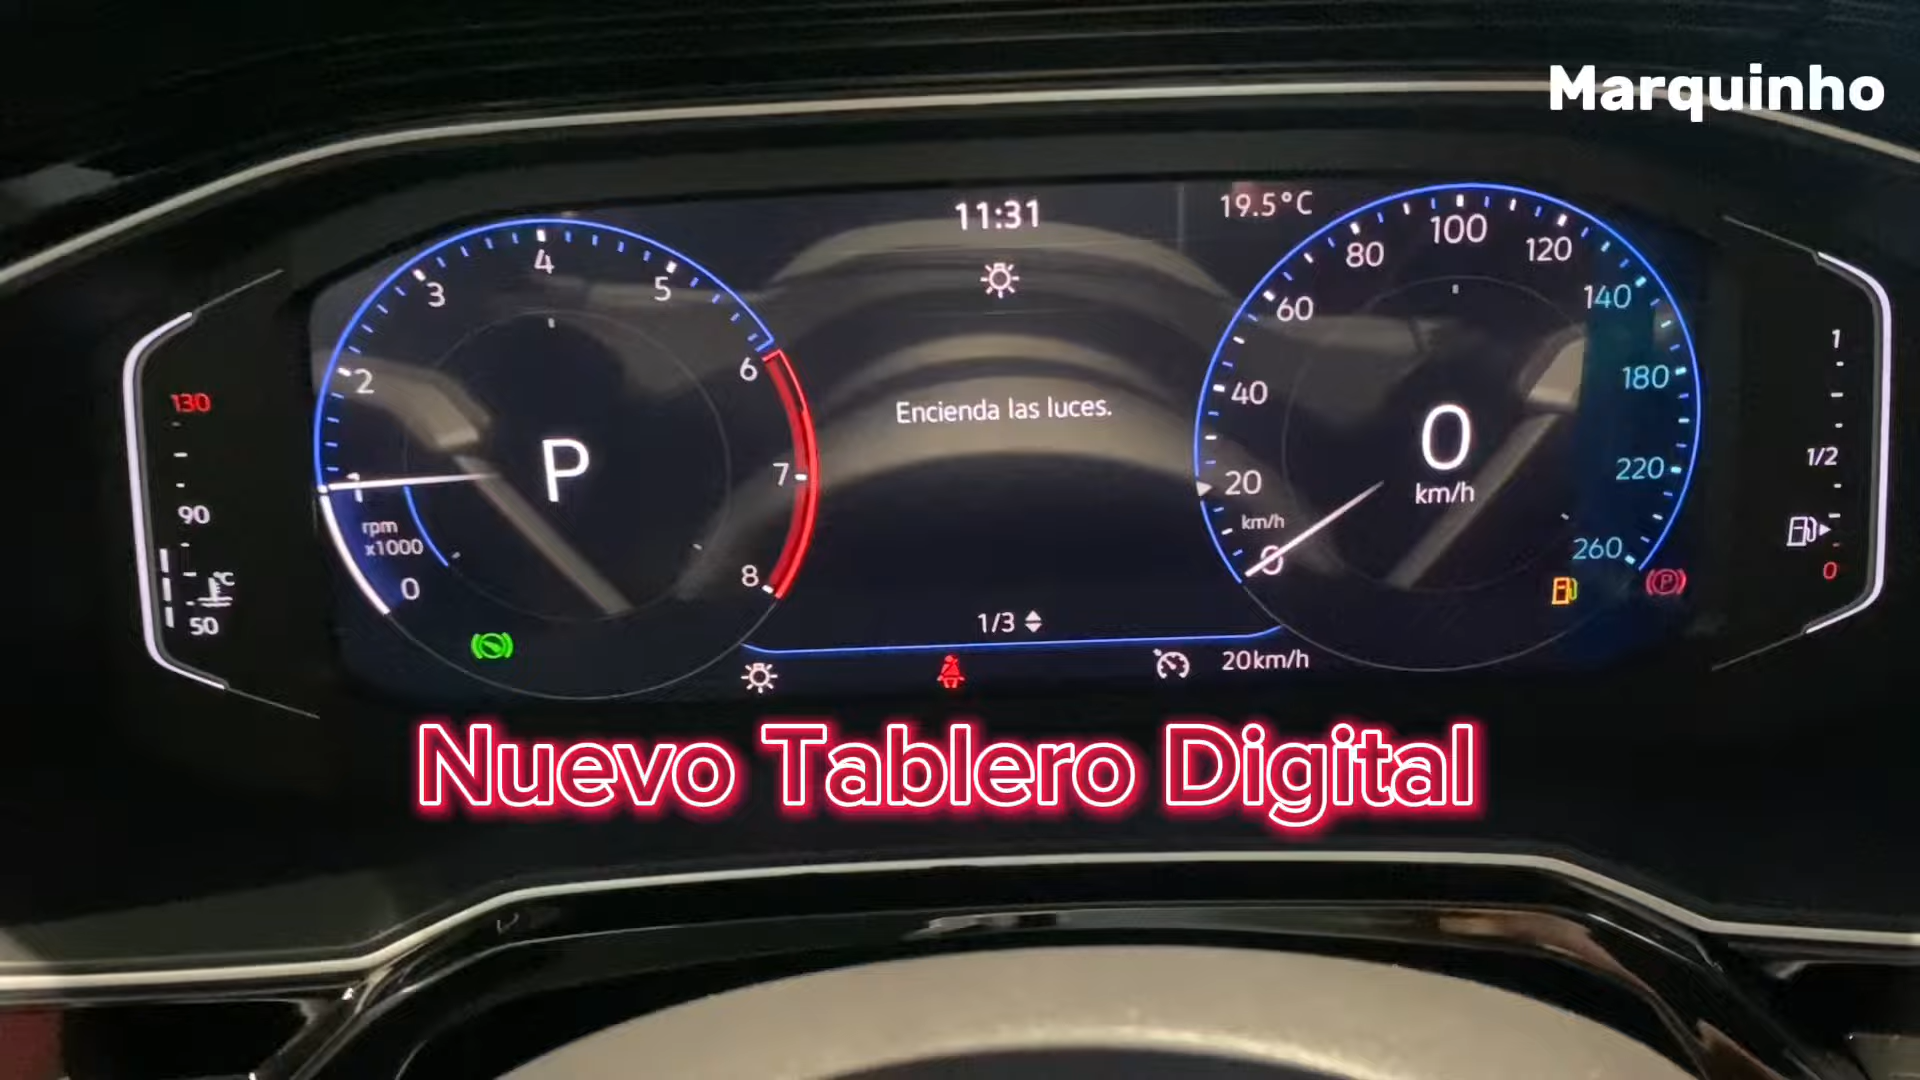 Marquinho
11:31
19.5°C
4
3
5
2
6
1
7
rpm
x1000
0
8
P
130
90
°C
50
Encienda las luces.
1/3
20km/h
100
80
120
60
140
40
180
20
220
km/h
0
260
0
km/h
1
1/2
0
P
Nuevo Tablero Digital